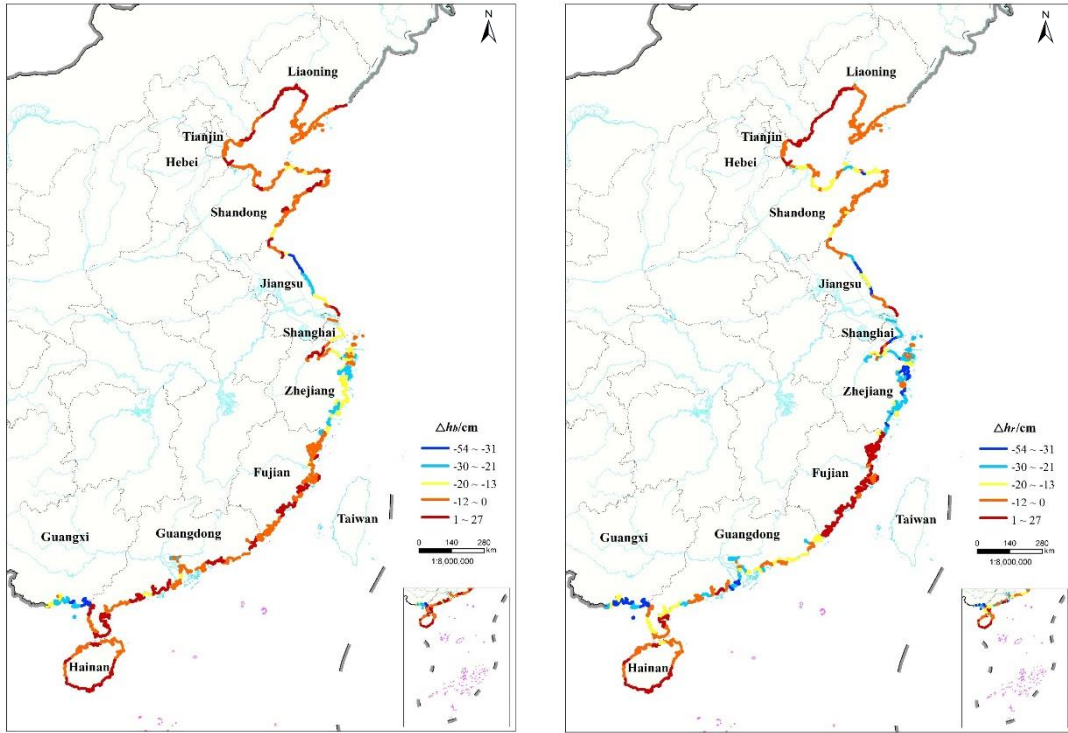 N
Liaoning
Tianjin
Hebei
Shandong
Jiangsu
Shanghai
Zhejiang
Fujian
Taiwan
Guangdong
Guangxi
Hainan
△hb/cm
-54 ~ -31
-30 ~ -21
-20 ~ -13
-12 ~ 0
1 ~ 27
0 140 280
km
1:8,000,000
N
Liaoning
Tianjin
Hebei
Shandong
Jiangsu
Shanghai
Zhejiang
Fujian
Taiwan
Guangdong
Guangxi
Hainan
△hr/cm
-54 ~ -31
-30 ~ -21
-20 ~ -13
-12 ~ 0
1 ~ 27
0 140 280
km
1:8,000,000